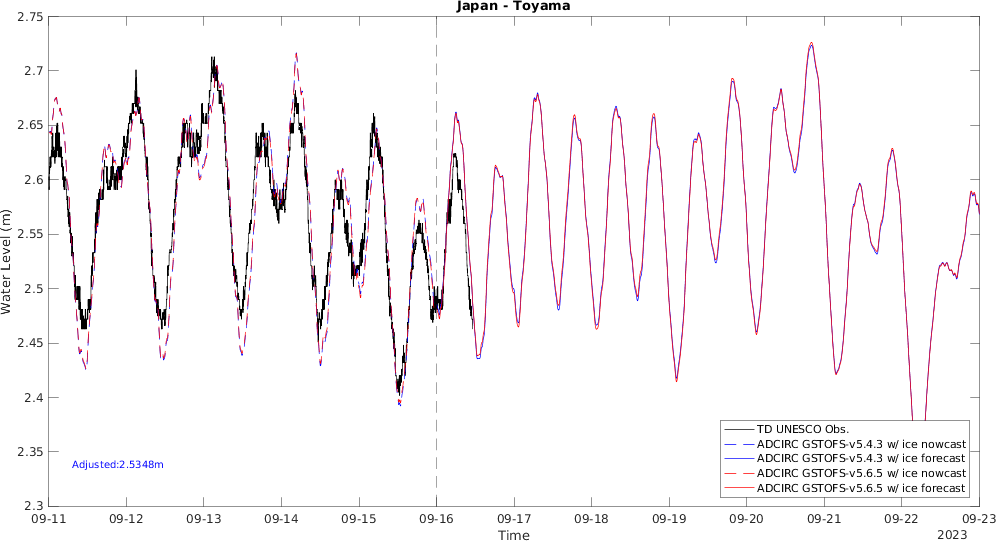 Japan - Toyama
2.75
2.7
2.65
2.6
2.55
2.5
2.45
2.4
2.35
2.3
Water Level (m)
Adjusted:2.5348m
TD UNESCO Obs.
ADCIRC GSTOFS-v5.4.3 w/ ice nowcast
ADCIRC GSTOFS-v5.4.3 w/ ice forecast
ADCIRC GSTOFS-v5.6.5 w/ ice nowcast
ADCIRC GSTOFS-v5.6.5 w/ ice forecast
09-11 09-12 09-13 09-14 09-15 09-16 09-17 09-18 09-19 09-20 09-21 09-22 09-23
Time
2023